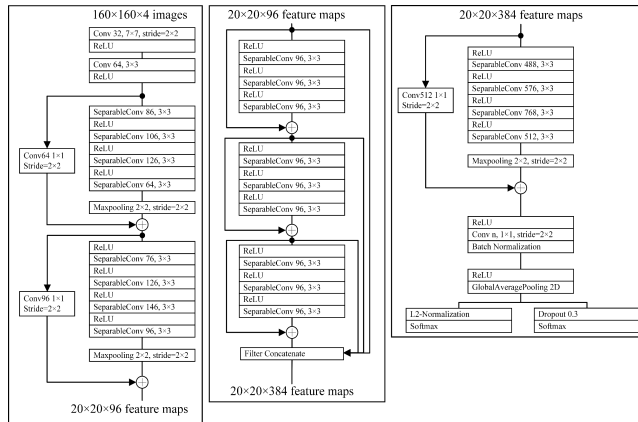 160×160×4 images
Conv 32, 7×7, stride=2×2
ReLU
Conv 64, 3×3
ReLU
SeparableConv 86, 3×3
ReLU
SeparableConv 106, 3×3
ReLU
SeparableConv 126, 3×3
ReLU
SeparableConv 64, 3×3
Conv64 1×1
Stride=2×2
Maxpooling 2×2, stride=2×2
ReLU
SeparableConv 76, 3×3
ReLU
SeparableConv 126, 3×3
ReLU
SeparableConv 146, 3×3
ReLU
SeparableConv 96, 3×3
Conv96 1×1
Stride=2×2
Maxpooling 2×2, stride=2×2
20×20×96 feature maps
20×20×96 feature maps
ReLU
SeparableConv 96, 3×3
ReLU
SeparableConv 96, 3×3
ReLU
SeparableConv 96, 3×3
ReLU
SeparableConv 96, 3×3
ReLU
SeparableConv 96, 3×3
ReLU
SeparableConv 96, 3×3
ReLU
SeparableConv 96, 3×3
ReLU
SeparableConv 96, 3×3
ReLU
SeparableConv 96, 3×3
Filter Concatenate
20×20×384 feature maps
20×20×384 feature maps
ReLU
SeparableConv 488, 3×3
ReLU
SeparableConv 576, 3×3
ReLU
SeparableConv 768, 3×3
ReLU
SeparableConv 512, 3×3
Conv512 1×1
Stride=2×2
Maxpooling 2×2, stride=2×2
ReLU
Conv n, 1×1, stride=2×2
Batch Normalization
ReLU
GlobalAveragePooling 2D
L2-Normalization
Softmax
Dropout 0.3
Softmax